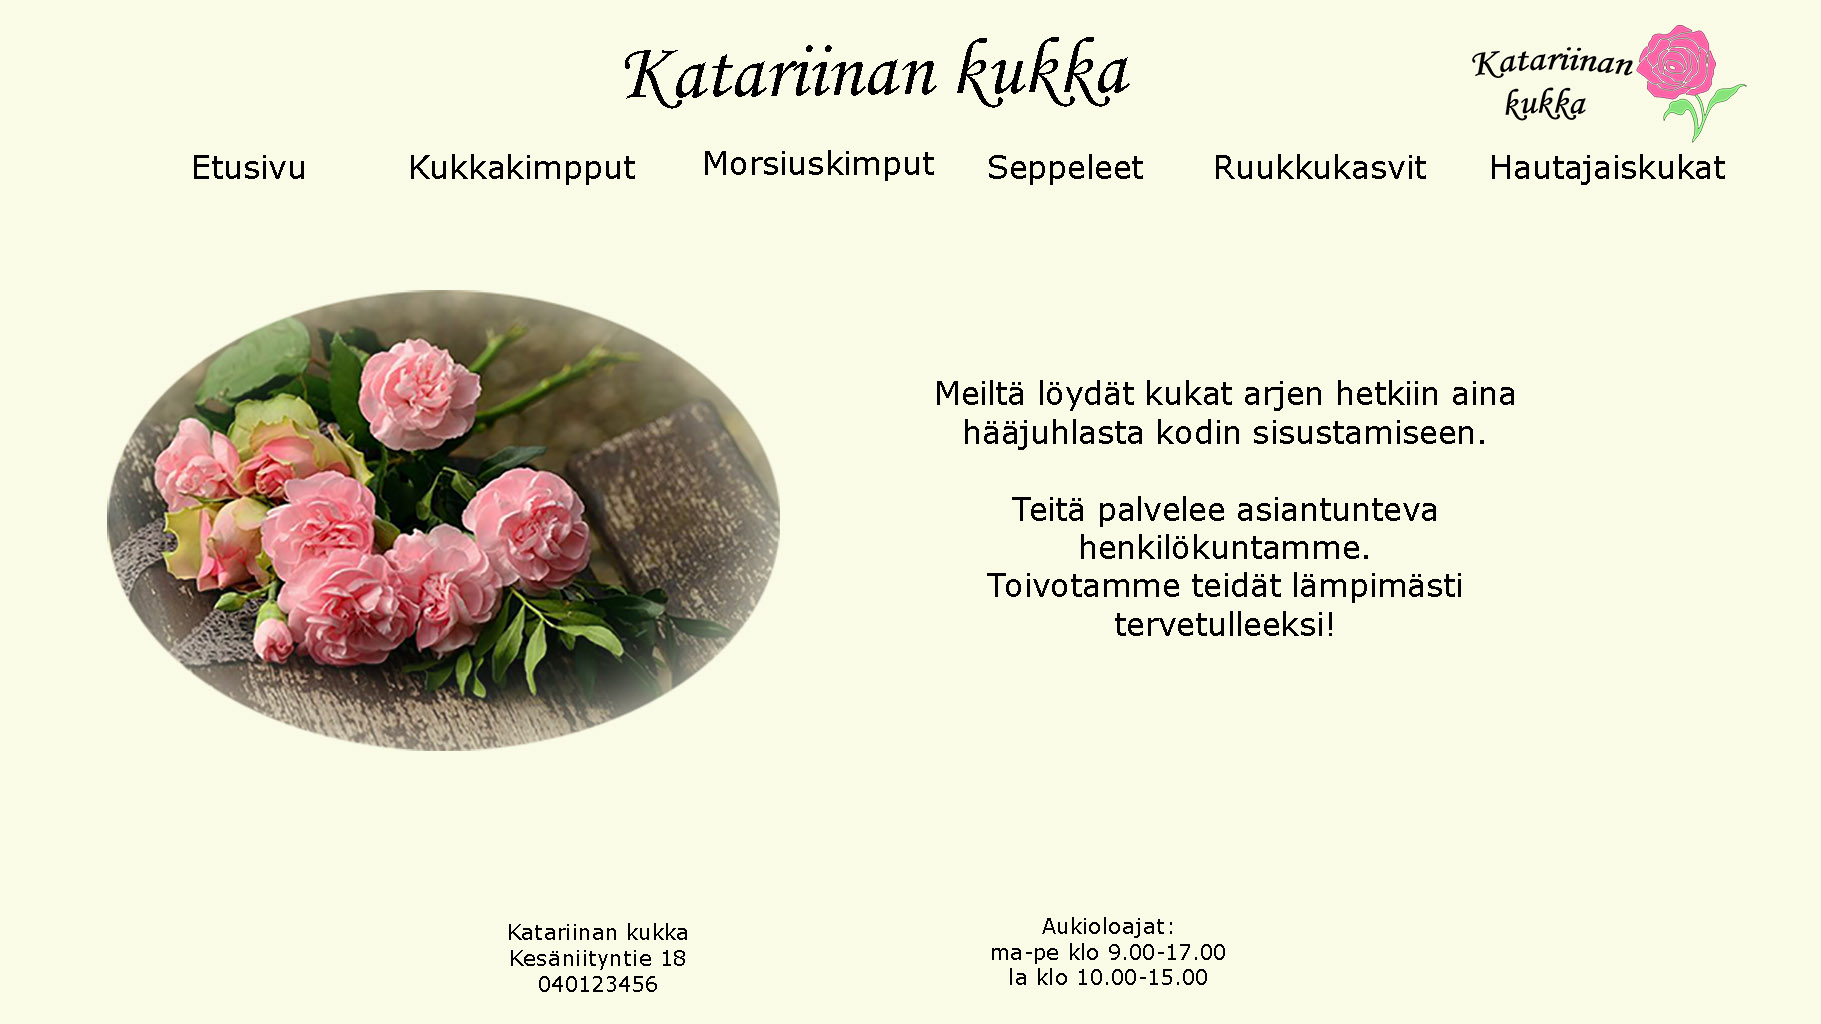 Katariinan kukka
Katariinan
kukka
Etusivu Kukkakimpput Morsiuskimput Seppeleet Ruukkukasvit Hautajaiskukat
Meiltä löydät kukat arjen hetkiin aina
hääjuhlasta kodin sisustamiseen.
Teitä palvelee asiantunteva
henkilökuntamme.
Toivotamme teidät lämpimästi
tervetulleeksi!
Katariinan kukka
Kesäniityntie 18
040123456
Aukioloajat:
ma-pe klo 9.00-17.00
la klo 10.00-15.00